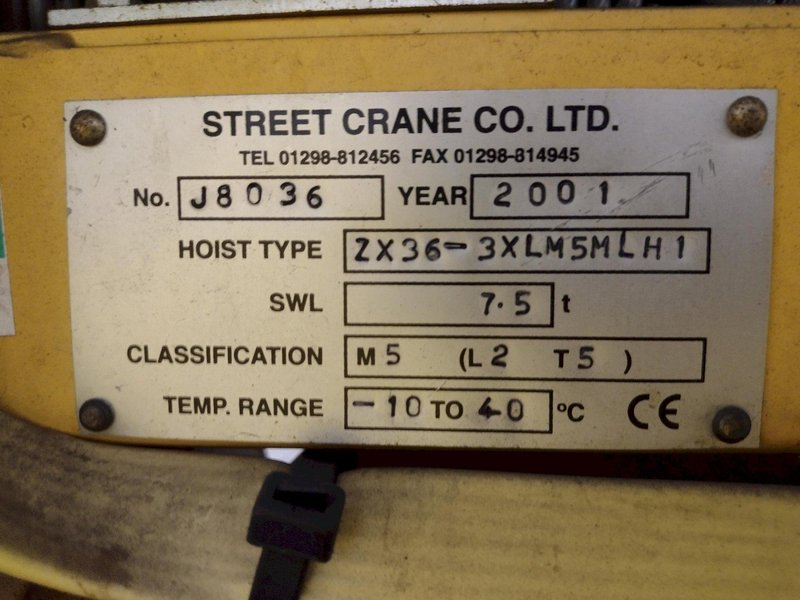 STREET CRANE CO. LTD.
TEL 01298-812456 FAX 01298-814945
No. J8036 YEAR 2001
HOIST TYPE ZX36-3XLM5MLH1
SWL 7.5 t
CLASSIFICATION M5 (L2 T5)
TEMP. RANGE -10 TO 40 °C CE